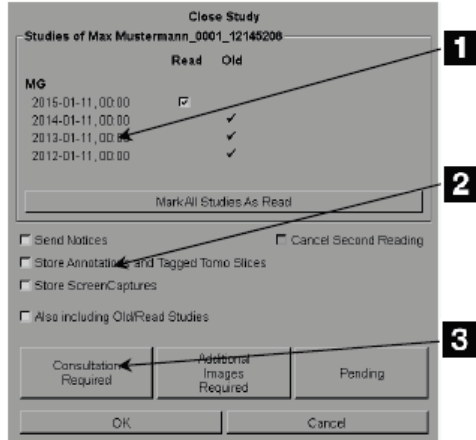 Close Study
Studies of Max Mustermann_0001_12145206
Read Old
MG
2015-01-11, 00:00
2014-01-11, 00:00
2013-01-11, 00:00
2012-01-11, 00:00
Mark All Studies As Read
Send Notices Cancel Second Reading
Store Annotations and Tagged Tomo Slices
Store ScreenCaptures
Also including Old/Read Studies
Consultation Required
Additional Images Required
Pending
OK Cancel
1
2
3